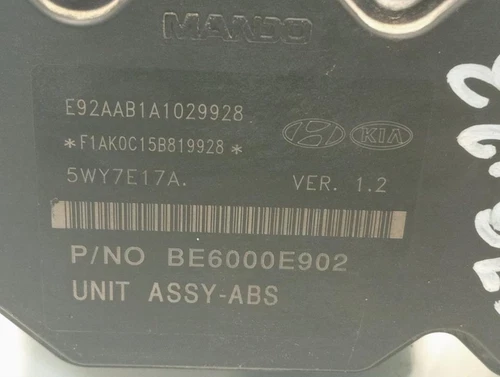 MANDO
E92AAB1A1029928
*F1AK0C15B819928*
KIA
5WY7E17A.
VER. 1.2
P/NO BE6000E902
UNIT ASSY-ABS